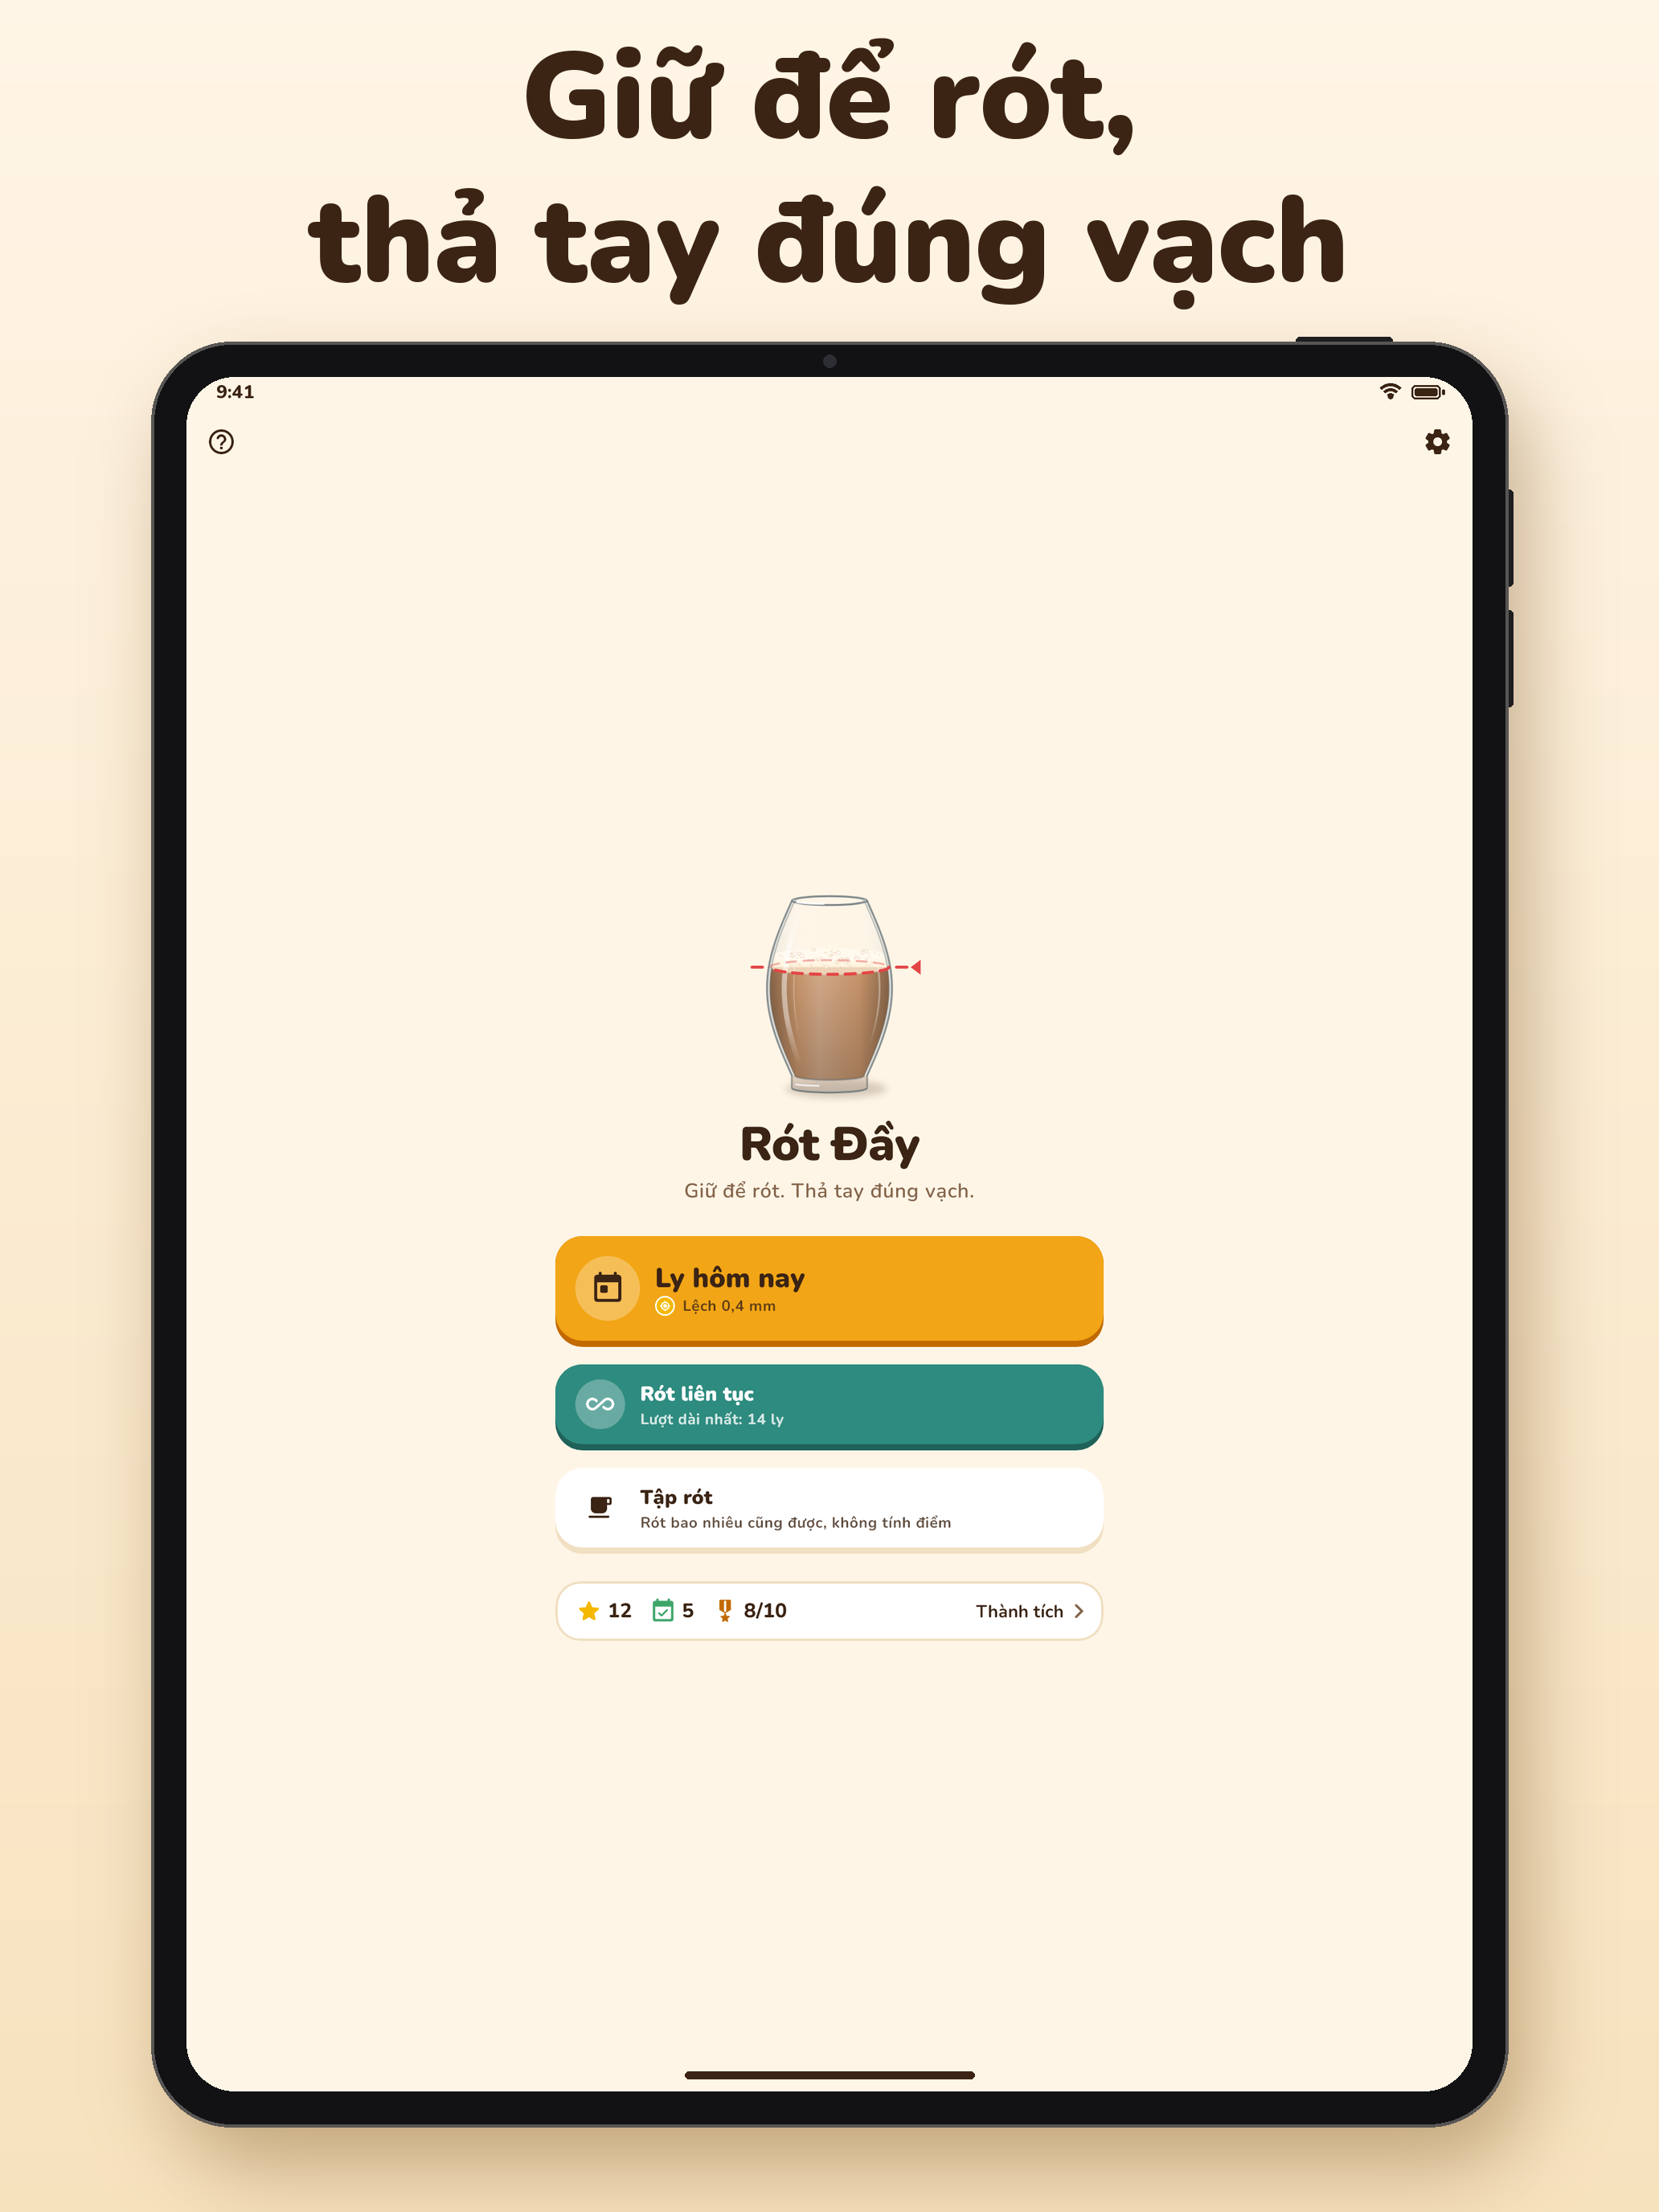 Giữ để rót,
thả tay đúng vạch
9:41
Rót Đầy
Giữ để rót. Thả tay đúng vạch.
Ly hôm nay
Lệch 0,4 mm
Rót liên tục
Lượt dài nhất: 14 ly
Tập rót
Rót bao nhiêu cũng được, không tính điểm
12 5 8/10 Thành tích